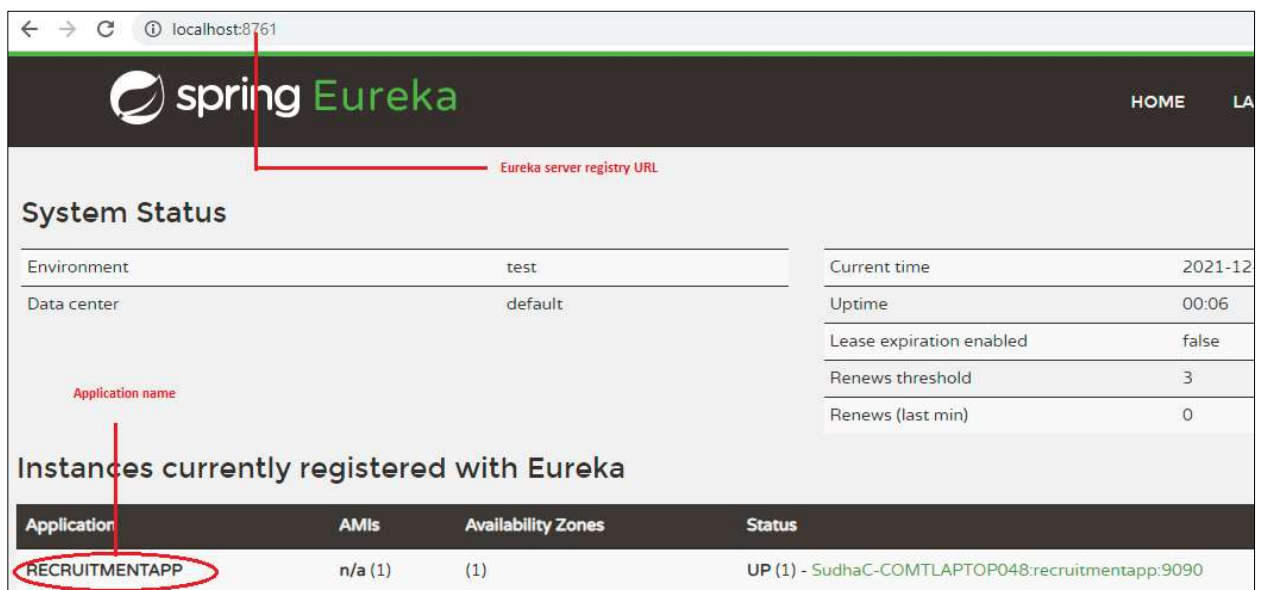 localhost:8761
spring Eureka
HOME LA
Eureka server registry URL
System Status
Environment test
Data center default
Current time 2021-12-
Uptime 00:06
Lease expiration enabled false
Renews threshold 3
Renews (last min) 0
Application name
Instances currently registered with Eureka
Application AMIs Availability Zones Status
RECRUITMENTAPP n/a (1) (1) UP (1) - SudhaC-COMTLAPTOP048:recruitmentapp:9090